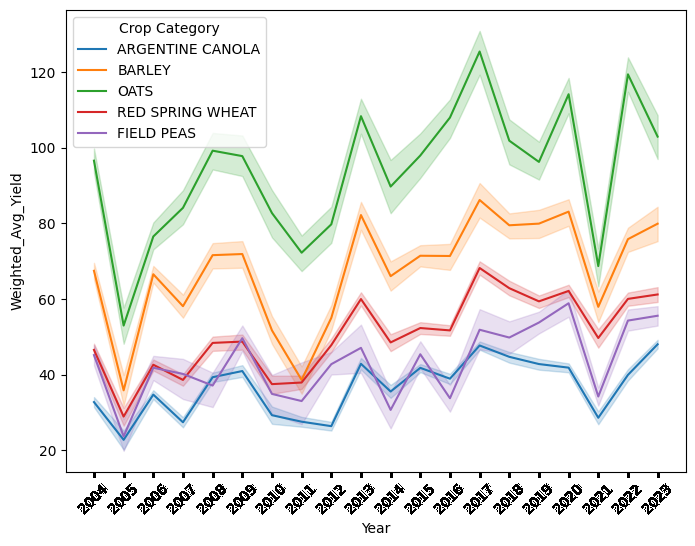 Crop Category
ARGENTINE CANOLA
BARLEY
OATS
RED SPRING WHEAT
FIELD PEAS
Weighted_Avg_Yield
120
100
80
60
40
20
2004 2005 2006 2007 2008 2009 2010 2011 2012 2013 2014 2015 2016 2017 2018 2019 2020 2021 2022 2023
Year